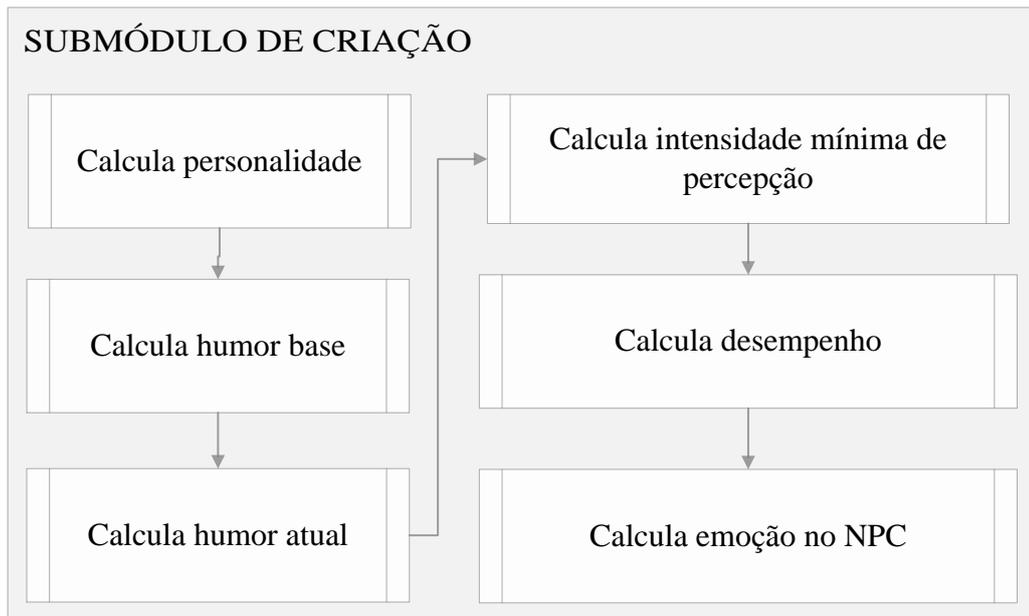 SUBMÓDULO DE CRIAÇÃO
Calcula personalidade
Calcula humor base
Calcula humor atual
Calcula intensidade mínima de
percepção
Calcula desempenho
Calcula emoção no NPC